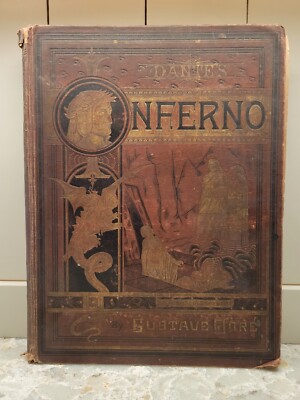 DANTE'S
INFERNO
GUSTAVE DORÉ